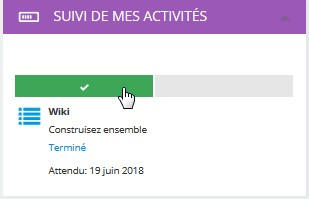 SUIVI DE MES ACTIVITÉS
Wiki
Construisez ensemble
Terminé
Attendu: 19 juin 2018